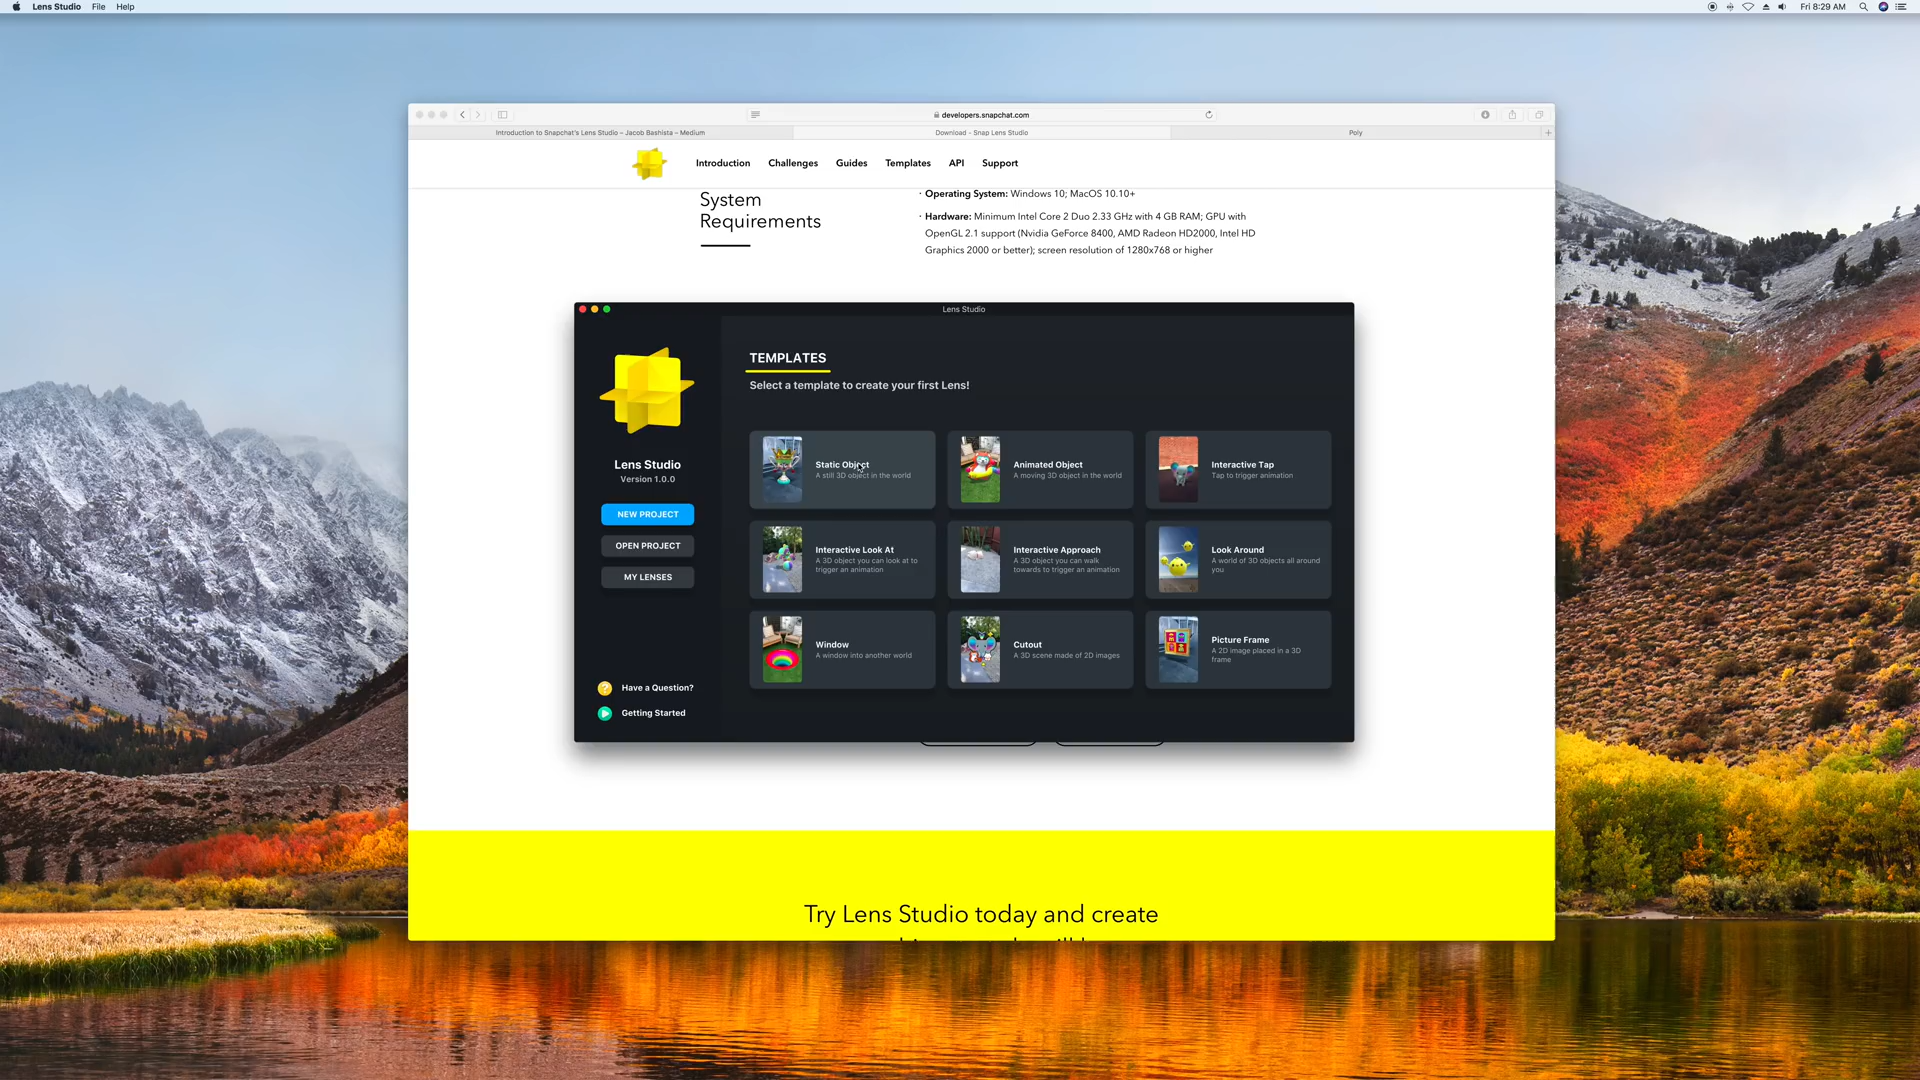 Lens Studio File Help
Fri 8:29 AM
developers.snapchat.com
Introduction to Snapchat's Lens Studio – Jacob Bashista – Medium
Download - Snap Lens Studio
Poly
Introduction Challenges Guides Templates API Support
System
Requirements
· Operating System: Windows 10; MacOS 10.10+
· Hardware: Minimum Intel Core 2 Duo 2.33 GHz with 4 GB RAM; GPU with
OpenGL 2.1 support (Nvidia GeForce 8400, AMD Radeon HD2000, Intel HD
Graphics 2000 or better); screen resolution of 1280x768 or higher
Lens Studio
Lens Studio
Version 1.0.0
NEW PROJECT
OPEN PROJECT
MY LENSES
Have a Question?
Getting Started
TEMPLATES
Select a template to create your first Lens!
Static Object
A still 3D object in the world
Animated Object
A moving 3D object in the world
Interactive Tap
Tap to trigger animation
Interactive Look At
A 3D object you can look at to
trigger an animation
Interactive Approach
A 3D object you can walk
towards to trigger an animation
Look Around
A world of 3D objects all around
you
Window
A window into another world
Cutout
A 3D scene made of 2D images
Picture Frame
A 2D image placed in a 3D
frame
Try Lens Studio today and create